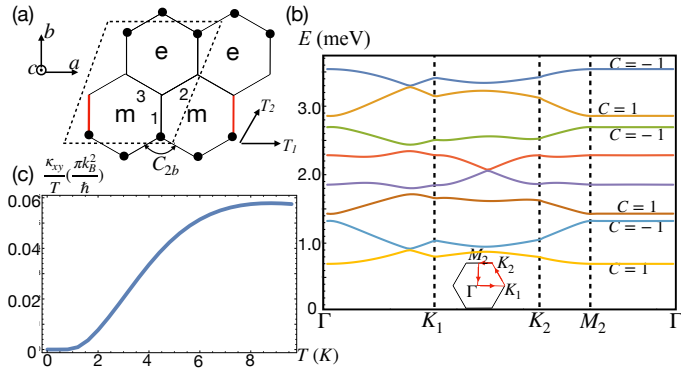 (a)
b
a
c
e
e
m
m
3
2
1
T₂
T₁
C₂b
(b)
E (meV)
3.0
2.0
1.0
0
C = − 1
C = 1
C = 1
C = − 1
C = 1
M₂
K₂
Γ
K₁
Γ
K₁
K₂
M₂
Γ
(c)
κxy/T (πk_B²/ħ)
0.06
0.04
0.02
0
0
2
4
6
8
T (K)